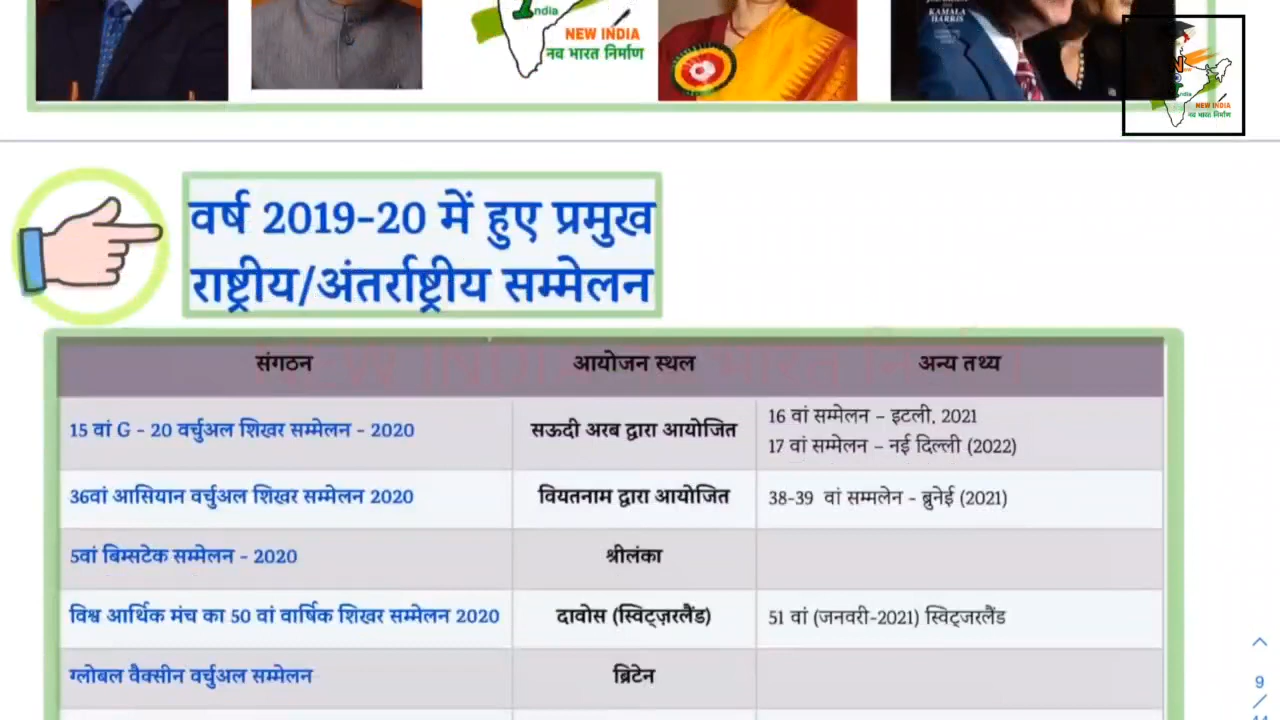 KAMALA
HARRIS
India
NEW INDIA
नव भारत निर्माण
NEW INDIA
नव भारत निर्माण
वर्ष 2019-20 में हुए प्रमुख
राष्ट्रीय/अंतर्राष्ट्रीय सम्मेलन
संगठन आयोजन स्थल अन्य तथ्य
15 वां G - 20 वर्चुअल शिखर सम्मेलन - 2020 सऊदी अरब द्वारा आयोजित 16 वां सम्मेलन – इटली, 2021
17 वां सम्मेलन – नई दिल्ली (2022)
36वां आसियान वर्चुअल शिखर सम्मेलन 2020 वियतनाम द्वारा आयोजित 38-39 वां सम्मलेन - ब्रुनेई (2021)
5वां बिम्सटेक सम्मेलन - 2020 श्रीलंका
विश्व आर्थिक मंच का 50 वां वार्षिक शिखर सम्मेलन 2020 दावोस (स्विट्ज़रलैंड) 51 वां (जनवरी-2021) स्विट्जरलैंड
ग्लोबल वैक्सीन वर्चुअल सम्मेलन ब्रिटेन
9
/